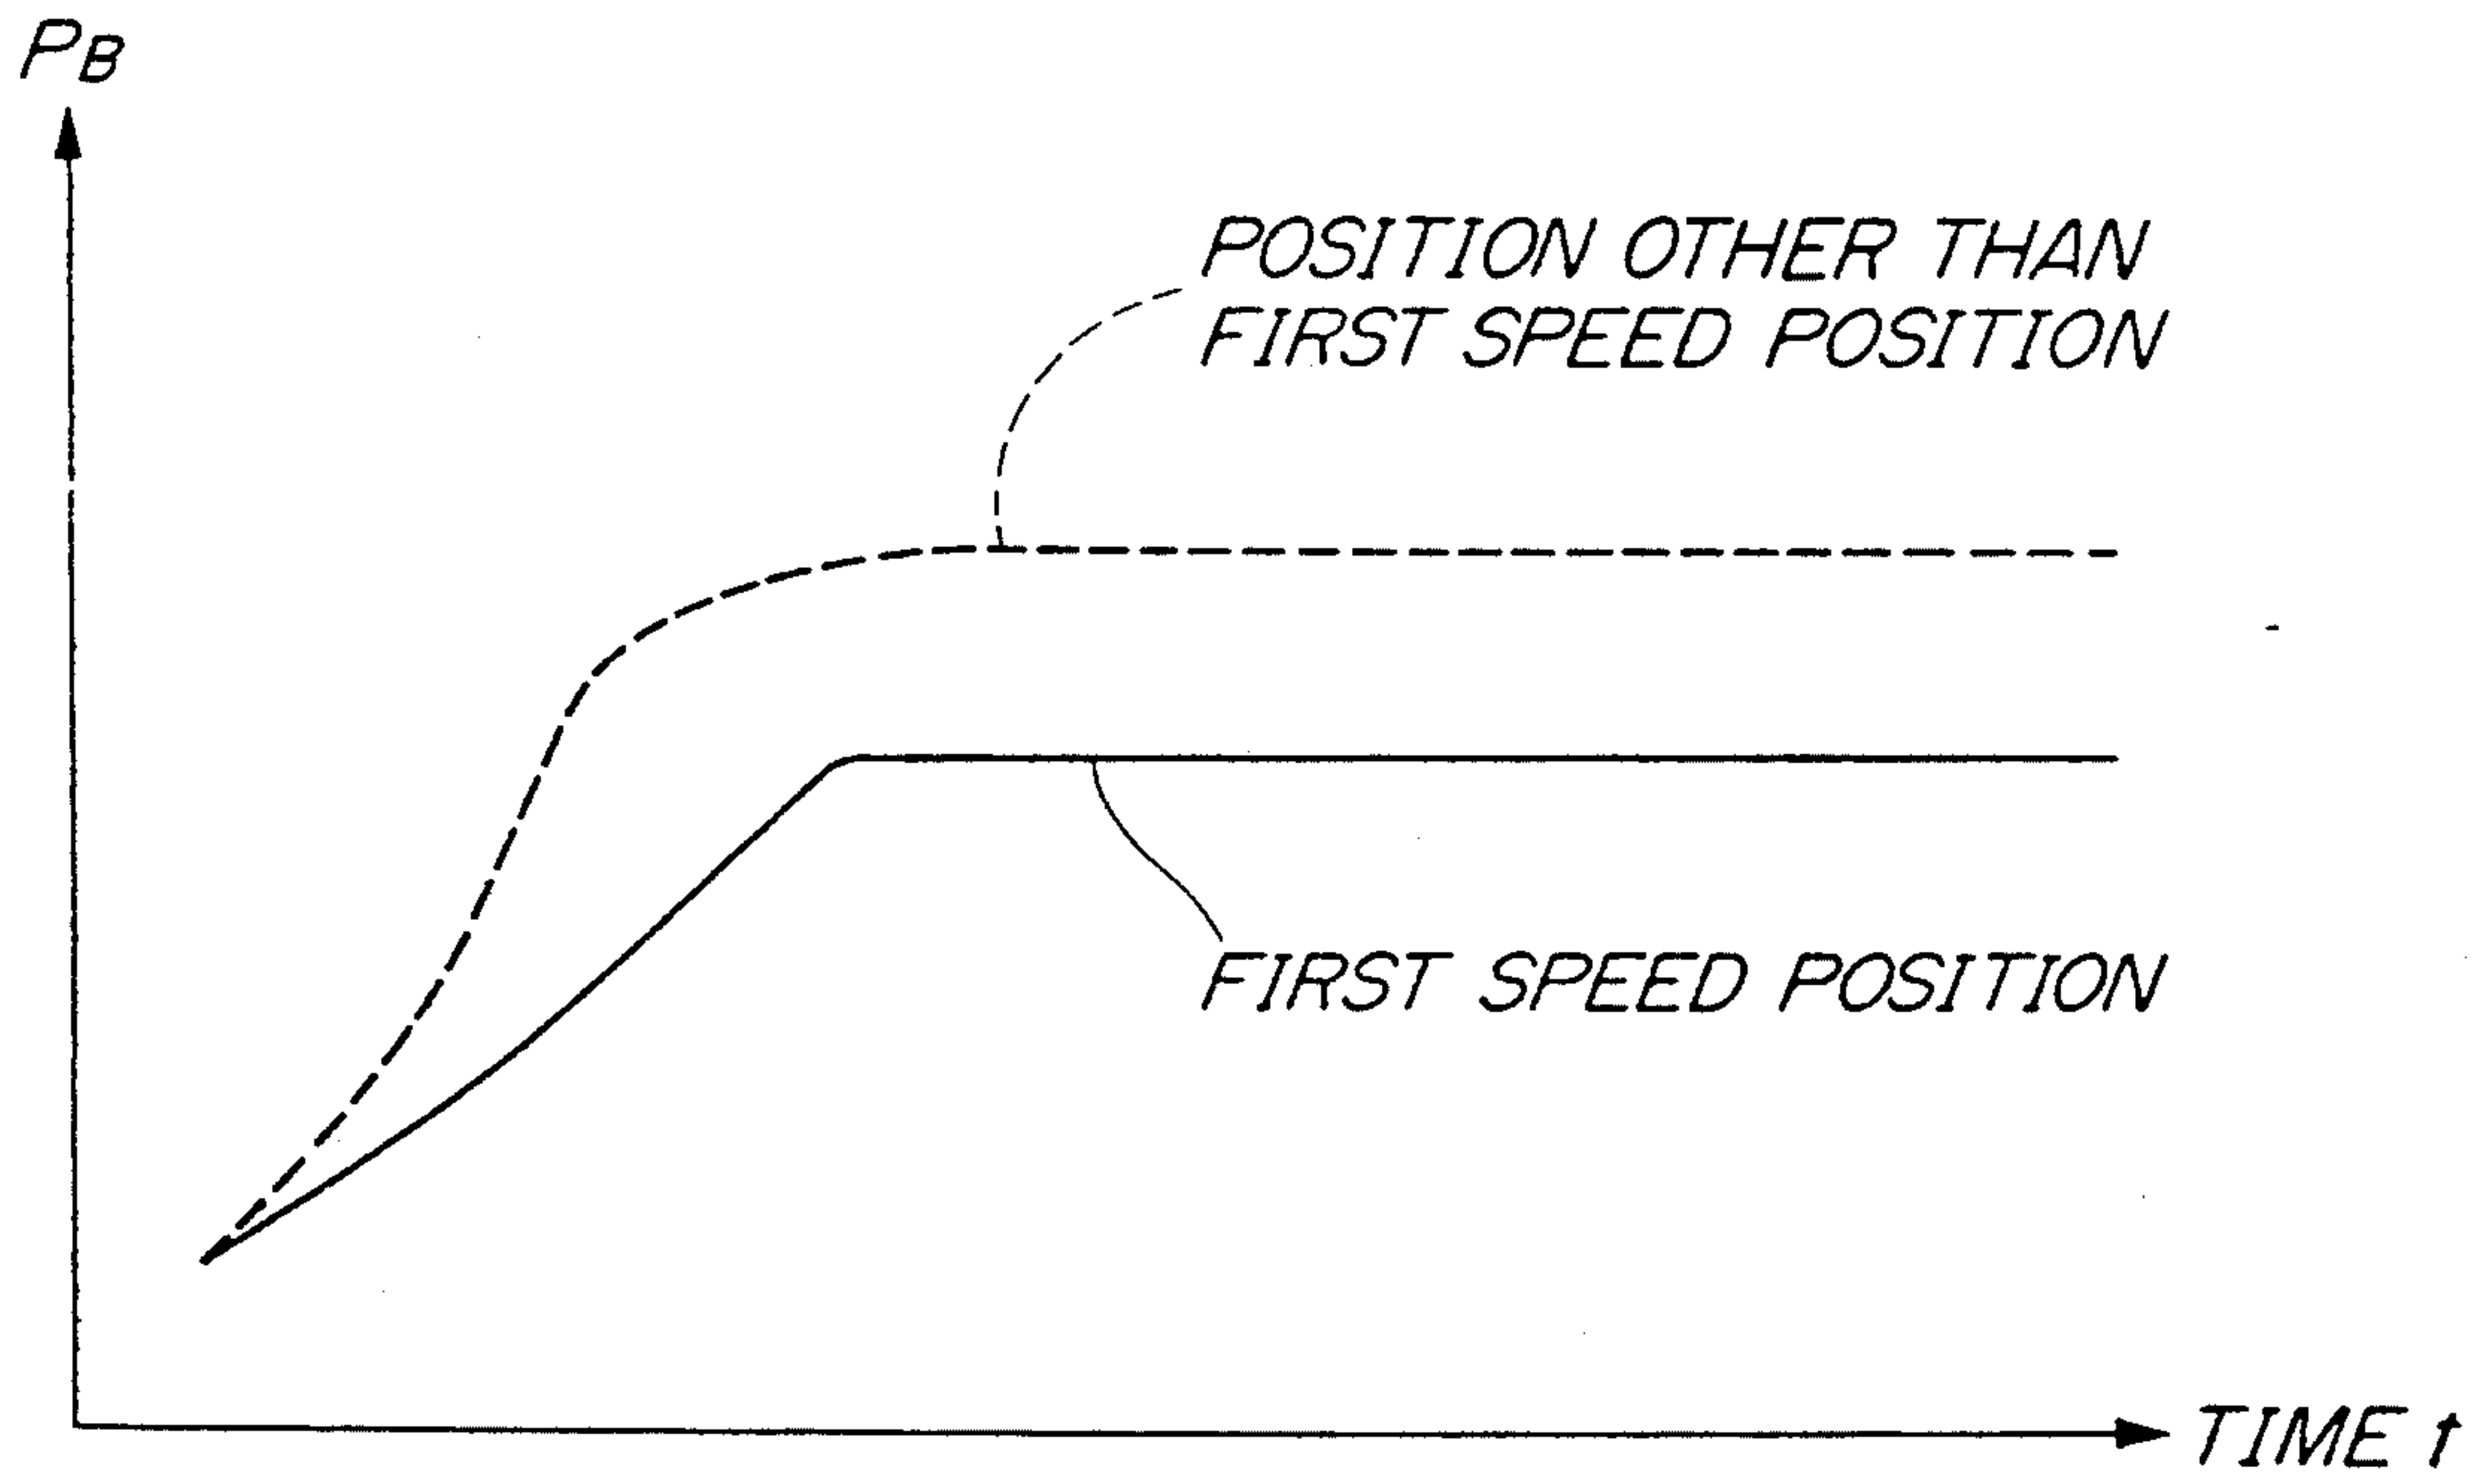 PB
POSITION OTHER THAN
FIRST SPEED POSITION
FIRST SPEED POSITION
TIME t